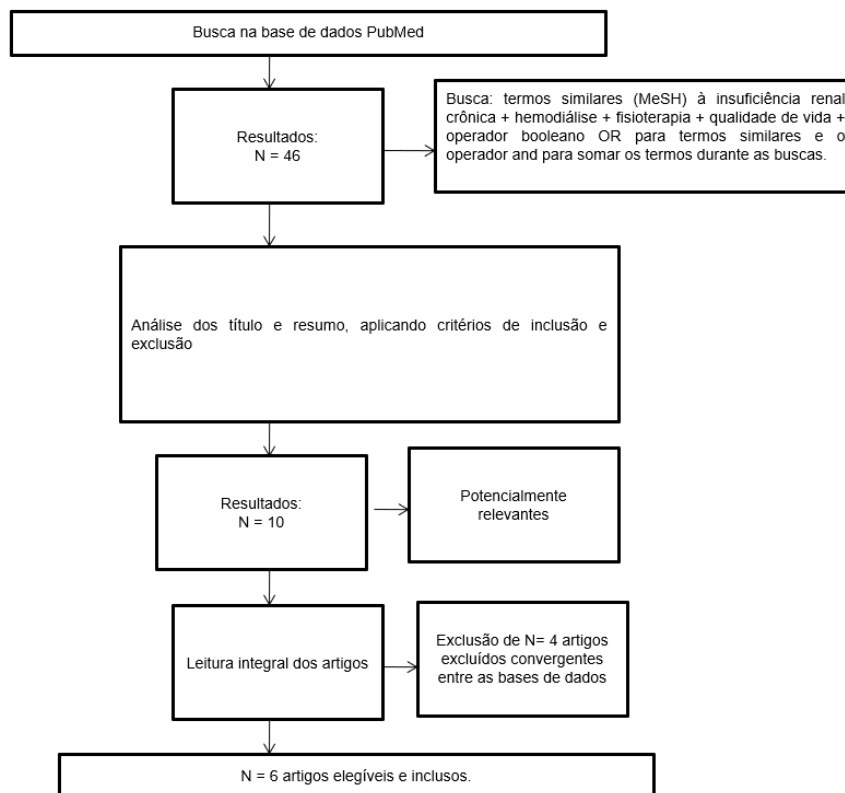 Busca na base de dados PubMed
Resultados:
N = 46
Busca: termos similares (MeSH) à insuficiência renal
crônica + hemodiálise + fisioterapia + qualidade de vida +
operador booleano OR para termos similares e o
operador and para somar os termos durante as buscas.
Análise dos título e resumo, aplicando critérios de inclusão e
exclusão
Resultados:
N = 10
Potencialmente
relevantes
Leitura integral dos artigos
Exclusão de N= 4 artigos
excluídos convergentes
entre as bases de dados
N = 6 artigos elegíveis e inclusos.